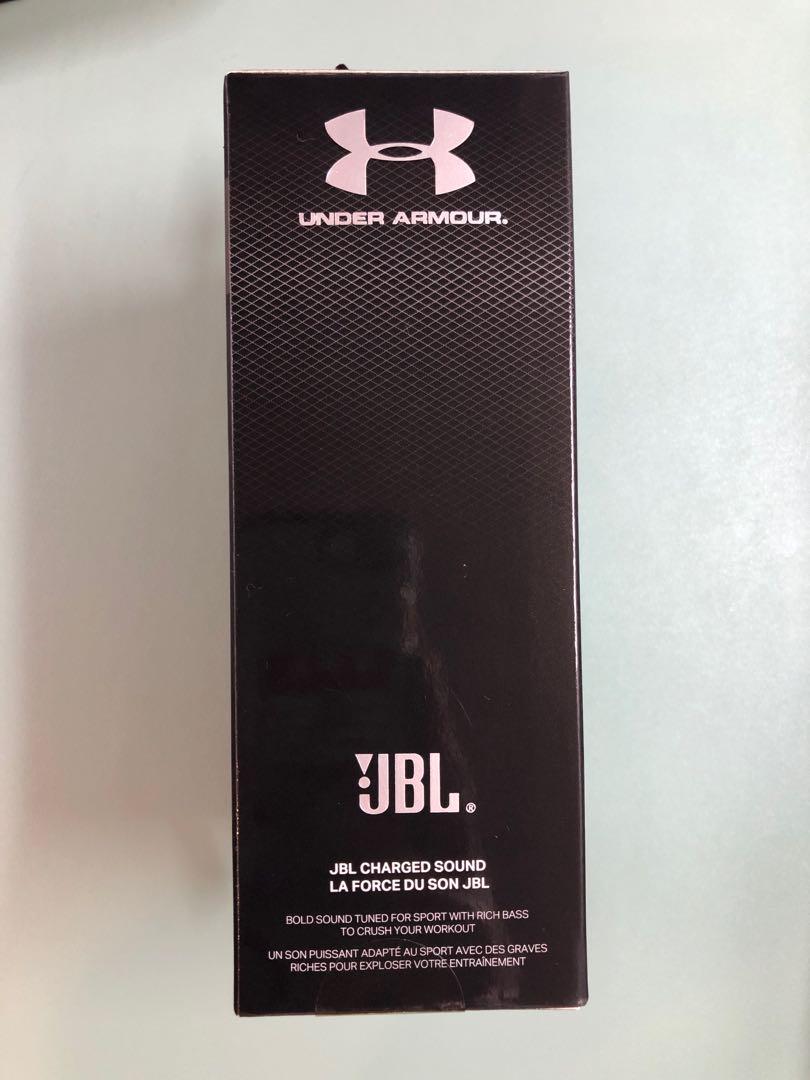 UNDER ARMOUR.
JBL®
JBL CHARGED SOUND
LA FORCE DU SON JBL
BOLD SOUND TUNED FOR SPORT WITH RICH BASS
TO CRUSH YOUR WORKOUT
UN SON PUISSANT ADAPTÉ AU SPORT AVEC DES GRAVES
RICHES POUR EXPLOSER VOTRE ENTRAÎNEMENT